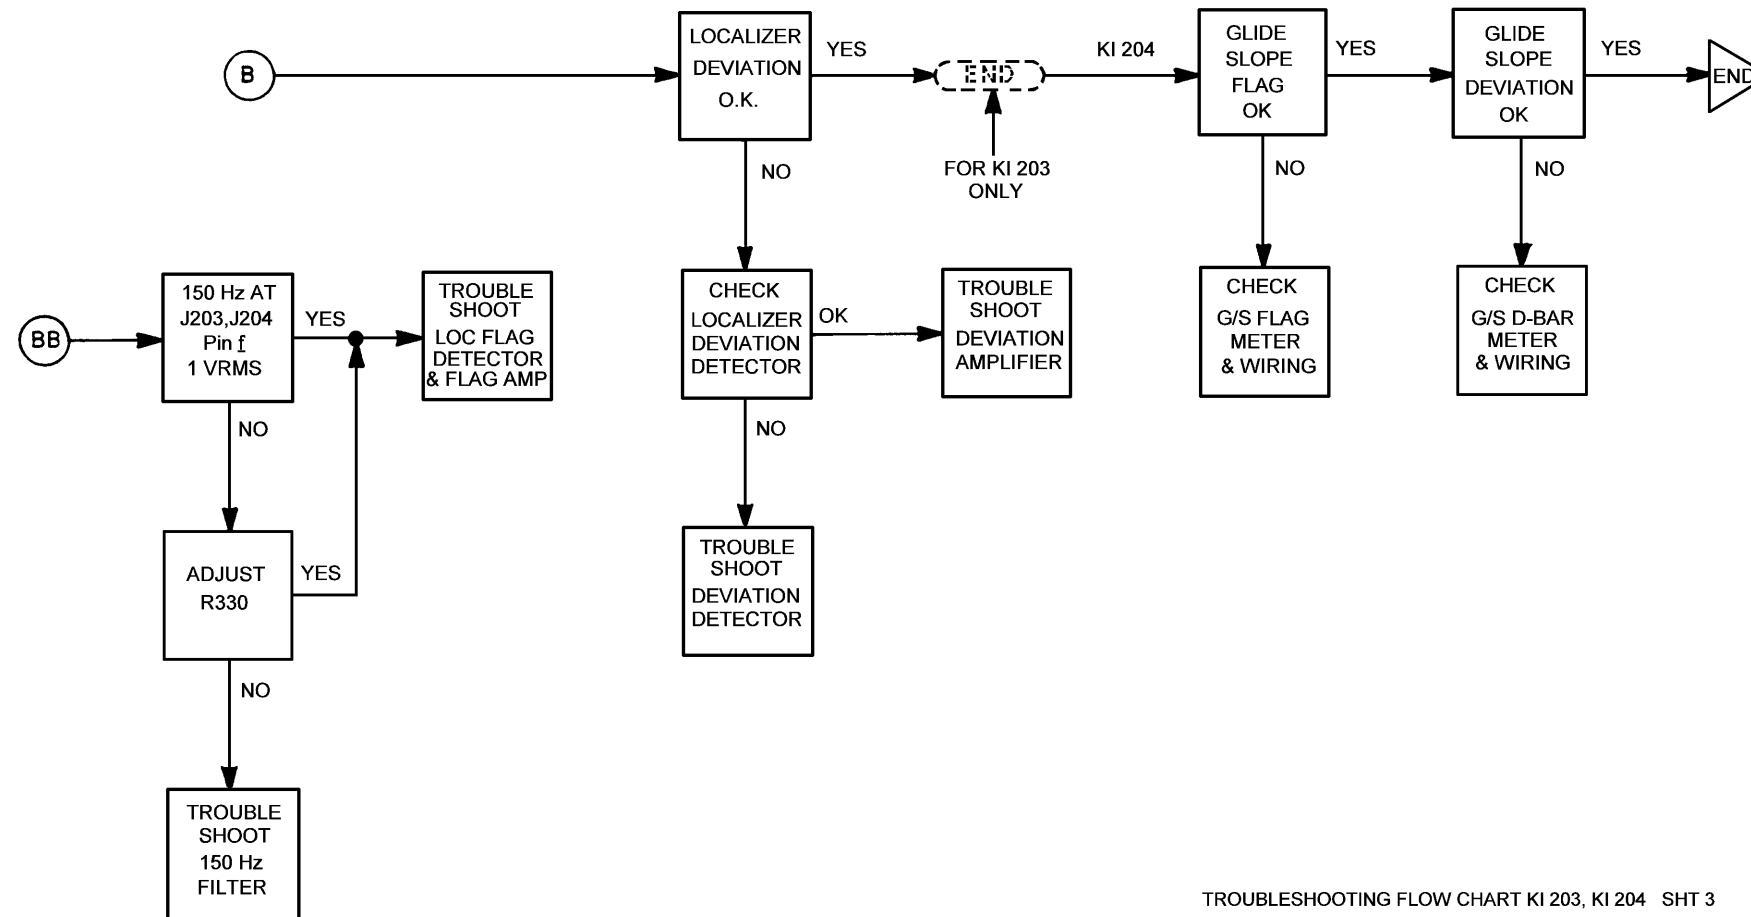 B
LOCALIZER
DEVIATION
O.K.
YES
END
FOR KI 203
ONLY
KI 204
GLIDE
SLOPE
FLAG
OK
YES
GLIDE
SLOPE
DEVIATION
OK
YES
END
NO
NO
NO
BB
150 Hz AT
J203,J204
Pin f
1 VRMS
YES
TROUBLE
SHOOT
LOC FLAG
DETECTOR
& FLAG AMP
CHECK
LOCALIZER
DEVIATION
DETECTOR
OK
TROUBLE
SHOOT
DEVIATION
AMPLIFIER
CHECK
G/S FLAG
METER
& WIRING
CHECK
G/S D-BAR
METER
& WIRING
NO
NO
ADJUST
R330
YES
TROUBLE
SHOOT
DEVIATION
DETECTOR
NO
TROUBLE
SHOOT
150 Hz
FILTER
TROUBLESHOOTING FLOW CHART KI 203, KI 204 SHT 3